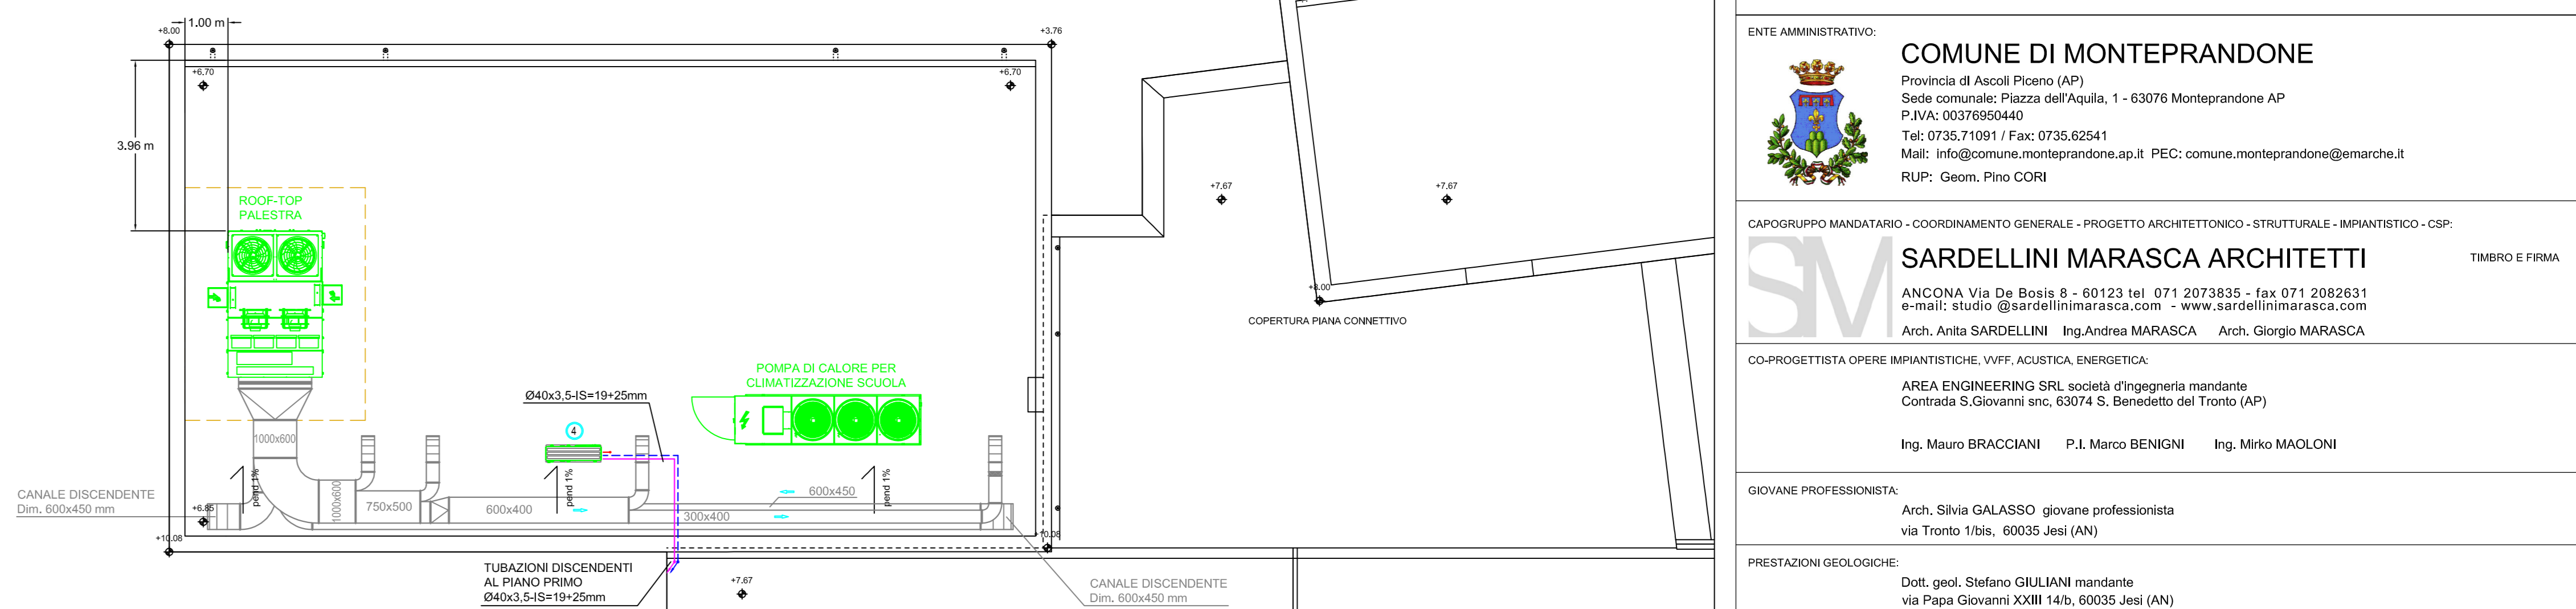 1.00 m
+8.00
+3.76
+6.70
+6.70
3.96 m
ROOF-TOP
PALESTRA
+7.67
+7.67
+8.00
COPERTURA PIANA CONNETTIVO
POMPA DI CALORE PER
CLIMATIZZAZIONE SCUOLA
Ø40x3,5-IS=19+25mm
4
1000x600
pend 1%
pend 1%
pend 1%
CANALE DISCENDENTE
Dim. 600x450 mm
+6.85
1000x600
750x500
600x400
600x450
300x400
+10.08
+10.08
TUBAZIONI DISCENDENTI
AL PIANO PRIMO
Ø40x3,5-IS=19+25mm
+7.67
CANALE DISCENDENTE
Dim. 600x450 mm
ENTE AMMINISTRATIVO:
COMUNE DI MONTEPRANDONE
Provincia di Ascoli Piceno (AP)
Sede comunale: Piazza dell'Aquila, 1 - 63076 Monteprandone AP
P.IVA: 00376950440
Tel: 0735.71091 / Fax: 0735.62541
Mail: info@comune.monteprandone.ap.it PEC: comune.monteprandone@emarche.it
RUP: Geom. Pino CORI
CAPOGRUPPO MANDATARIO - COORDINAMENTO GENERALE - PROGETTO ARCHITETTONICO - STRUTTURALE - IMPIANTISTICO - CSP:
SM
SARDELLINI MARASCA ARCHITETTI
TIMBRO E FIRMA
ANCONA Via De Bosis 8 - 60123 tel 071 2073835 - fax 071 2082631
e-mail: studio @sardellinimarasca.com - www.sardellinimarasca.com
Arch. Anita SARDELLINI Ing.Andrea MARASCA Arch. Giorgio MARASCA
CO-PROGETTISTA OPERE IMPIANTISTICHE, VVFF, ACUSTICA, ENERGETICA:
AREA ENGINEERING SRL società d'ingegneria mandante
Contrada S.Giovanni snc, 63074 S. Benedetto del Tronto (AP)
Ing. Mauro BRACCIANI P.I. Marco BENIGNI Ing. Mirko MAOLONI
GIOVANE PROFESSIONISTA:
Arch. Silvia GALASSO giovane professionista
via Tronto 1/bis, 60035 Jesi (AN)
PRESTAZIONI GEOLOGICHE:
Dott. geol. Stefano GIULIANI mandante
via Papa Giovanni XXIII 14/b, 60035 Jesi (AN)